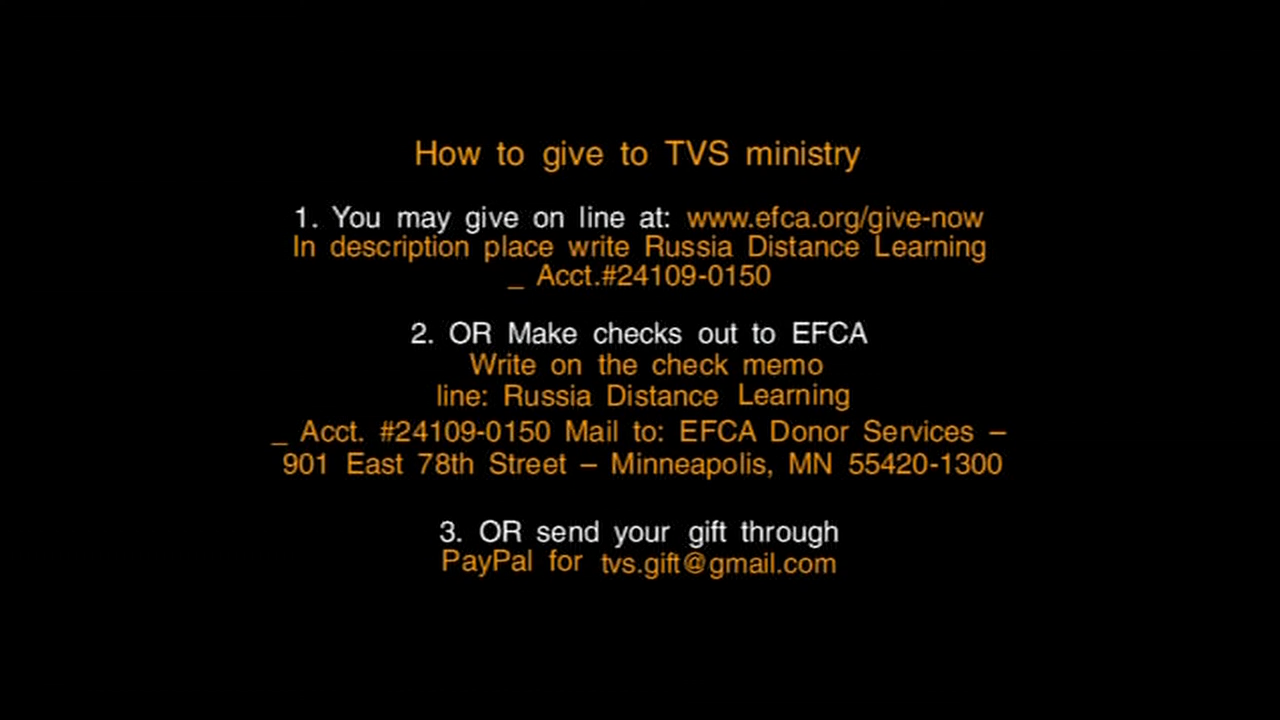 How to give to TVS ministry
1. You may give on line at: www.efca.org/give-now
In description place write Russia Distance Learning
_ Acct.#24109-0150
2. OR Make checks out to EFCA
Write on the check memo
line: Russia Distance Learning
_ Acct. #24109-0150 Mail to: EFCA Donor Services –
901 East 78th Street – Minneapolis, MN 55420-1300
3. OR send your gift through
PayPal for tvs.gift@gmail.com